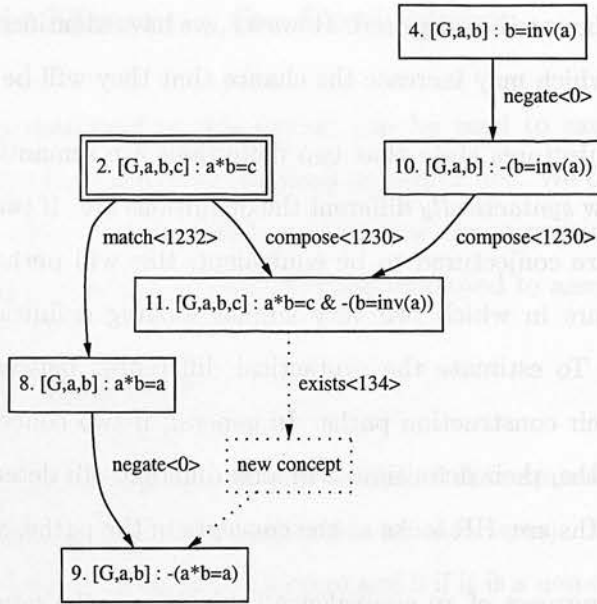 4. [G,a,b] : b=inv(a)
negate<0>
2. [G,a,b,c] : a*b=c
10. [G,a,b] : -(b=inv(a))
match<1232>
compose<1230>
compose<1230>
11. [G,a,b,c] : a*b=c & -(b=inv(a))
8. [G,a,b] : a*b=a
exists<134>
negate<0>
new concept
9. [G,a,b] : -(a*b=a)